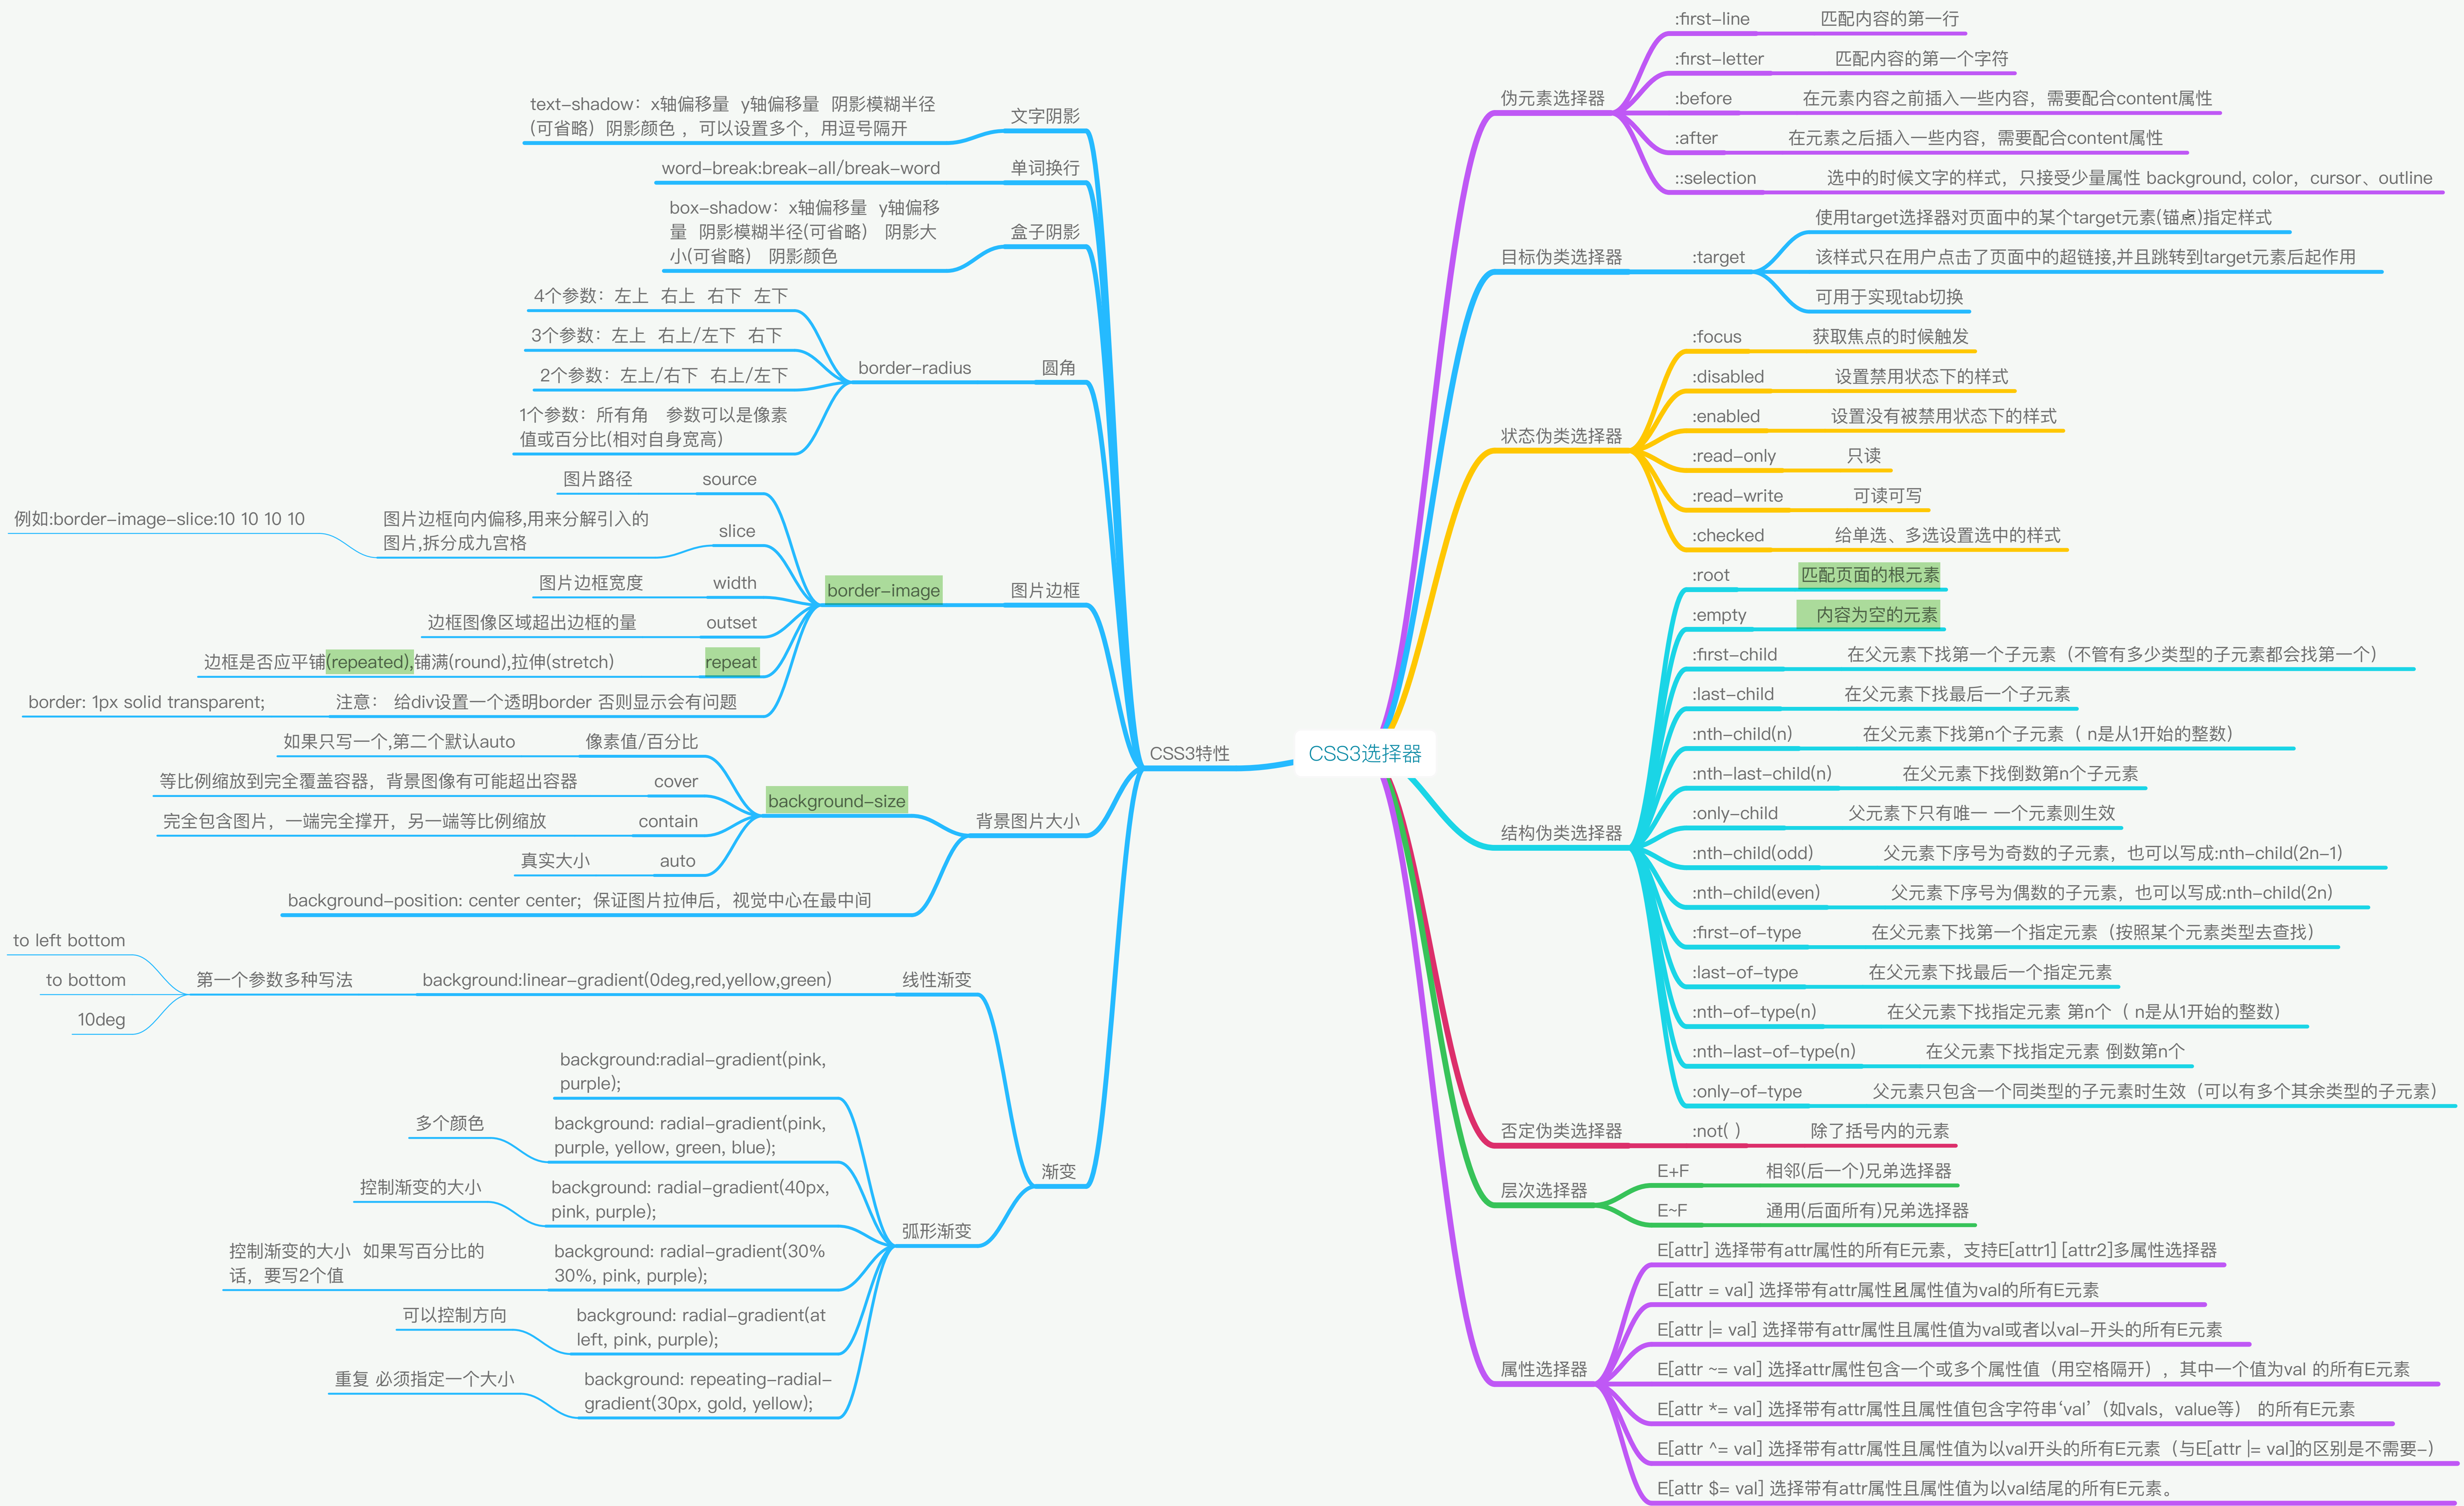 CSS3选择器
伪元素选择器
:first-line
匹配内容的第一行
:first-letter
匹配内容的第一个字符
:before
在元素内容之前插入一些内容，需要配合content属性
:after
在元素之后插入一些内容，需要配合content属性
::selection
选中的时候文字的样式，只接受少量属性 background, color，cursor、outline
目标伪类选择器
:target
使用target选择器对页面中的某个target元素(锚点)指定样式
该样式只在用户点击了页面中的超链接,并且跳转到target元素后起作用
可用于实现tab切换
状态伪类选择器
:focus
获取焦点的时候触发
:disabled
设置禁用状态下的样式
:enabled
设置没有被禁用状态下的样式
:read-only
只读
:read-write
可读可写
:checked
给单选、多选设置选中的样式
结构伪类选择器
:root
匹配页面的根元素
:empty
内容为空的元素
:first-child
在父元素下找第一个子元素（不管有多少类型的子元素都会找第一个）
:last-child
在父元素下找最后一个子元素
:nth-child(n)
在父元素下找第n个子元素（ n是从1开始的整数）
:nth-last-child(n)
在父元素下找倒数第n个子元素
:only-child
父元素下只有唯一 一个元素则生效
:nth-child(odd)
父元素下序号为奇数的子元素，也可以写成:nth-child(2n-1)
:nth-child(even)
父元素下序号为偶数的子元素，也可以写成:nth-child(2n)
:first-of-type
在父元素下找第一个指定元素（按照某个元素类型去查找）
:last-of-type
在父元素下找最后一个指定元素
:nth-of-type(n)
在父元素下找指定元素 第n个（ n是从1开始的整数）
:nth-last-of-type(n)
在父元素下找指定元素 倒数第n个
:only-of-type
父元素只包含一个同类型的子元素时生效（可以有多个其余类型的子元素）
否定伪类选择器
:not( )
除了括号内的元素
层次选择器
E+F
相邻(后一个)兄弟选择器
E~F
通用(后面所有)兄弟选择器
属性选择器
E[attr] 选择带有attr属性的所有E元素，支持E[attr1] [attr2]多属性选择器
E[attr = val] 选择带有attr属性且属性值为val的所有E元素
E[attr |= val] 选择带有attr属性且属性值为val或者以val-开头的所有E元素
E[attr ~= val] 选择attr属性包含一个或多个属性值（用空格隔开），其中一个值为val 的所有E元素
E[attr *= val] 选择带有attr属性且属性值包含字符串‘val’（如vals，value等） 的所有E元素
E[attr ^= val] 选择带有attr属性且属性值为以val开头的所有E元素（与E[attr |= val]的区别是不需要-）
E[attr $= val] 选择带有attr属性且属性值为以val结尾的所有E元素。
CSS3特性
文字阴影
text-shadow：x轴偏移量 y轴偏移量 阴影模糊半径
(可省略) 阴影颜色 ，可以设置多个，用逗号隔开
单词换行
word-break:break-all/break-word
盒子阴影
box-shadow：x轴偏移量 y轴偏移
量 阴影模糊半径(可省略) 阴影大
小(可省略) 阴影颜色
圆角
border-radius
4个参数：左上 右上 右下 左下
3个参数：左上 右上/左下 右下
2个参数：左上/右下 右上/左下
1个参数：所有角 参数可以是像素
值或百分比(相对自身宽高)
图片边框
border-image
source
图片路径
slice
图片边框向内偏移,用来分解引入的
图片,拆分成九宫格
例如:border-image-slice:10 10 10 10
width
图片边框宽度
outset
边框图像区域超出边框的量
repeat
边框是否应平铺(repeated),铺满(round),拉伸(stretch)
注意： 给div设置一个透明border 否则显示会有问题
border: 1px solid transparent;
背景图片大小
background-size
像素值/百分比
如果只写一个,第二个默认auto
cover
等比例缩放到完全覆盖容器，背景图像有可能超出容器
contain
完全包含图片，一端完全撑开，另一端等比例缩放
auto
真实大小
background-position: center center；保证图片拉伸后，视觉中心在最中间
渐变
线性渐变
background:linear-gradient(0deg,red,yellow,green)
第一个参数多种写法
to left bottom
to bottom
10deg
弧形渐变
background:radial-gradient(pink,
purple);
background: radial-gradient(pink,
purple, yellow, green, blue);
多个颜色
background: radial-gradient(40px,
pink, purple);
控制渐变的大小
background: radial-gradient(30%
30%, pink, purple);
控制渐变的大小 如果写百分比的
话，要写2个值
background: radial-gradient(at
left, pink, purple);
可以控制方向
background: repeating-radial-
gradient(30px, gold, yellow);
重复 必须指定一个大小